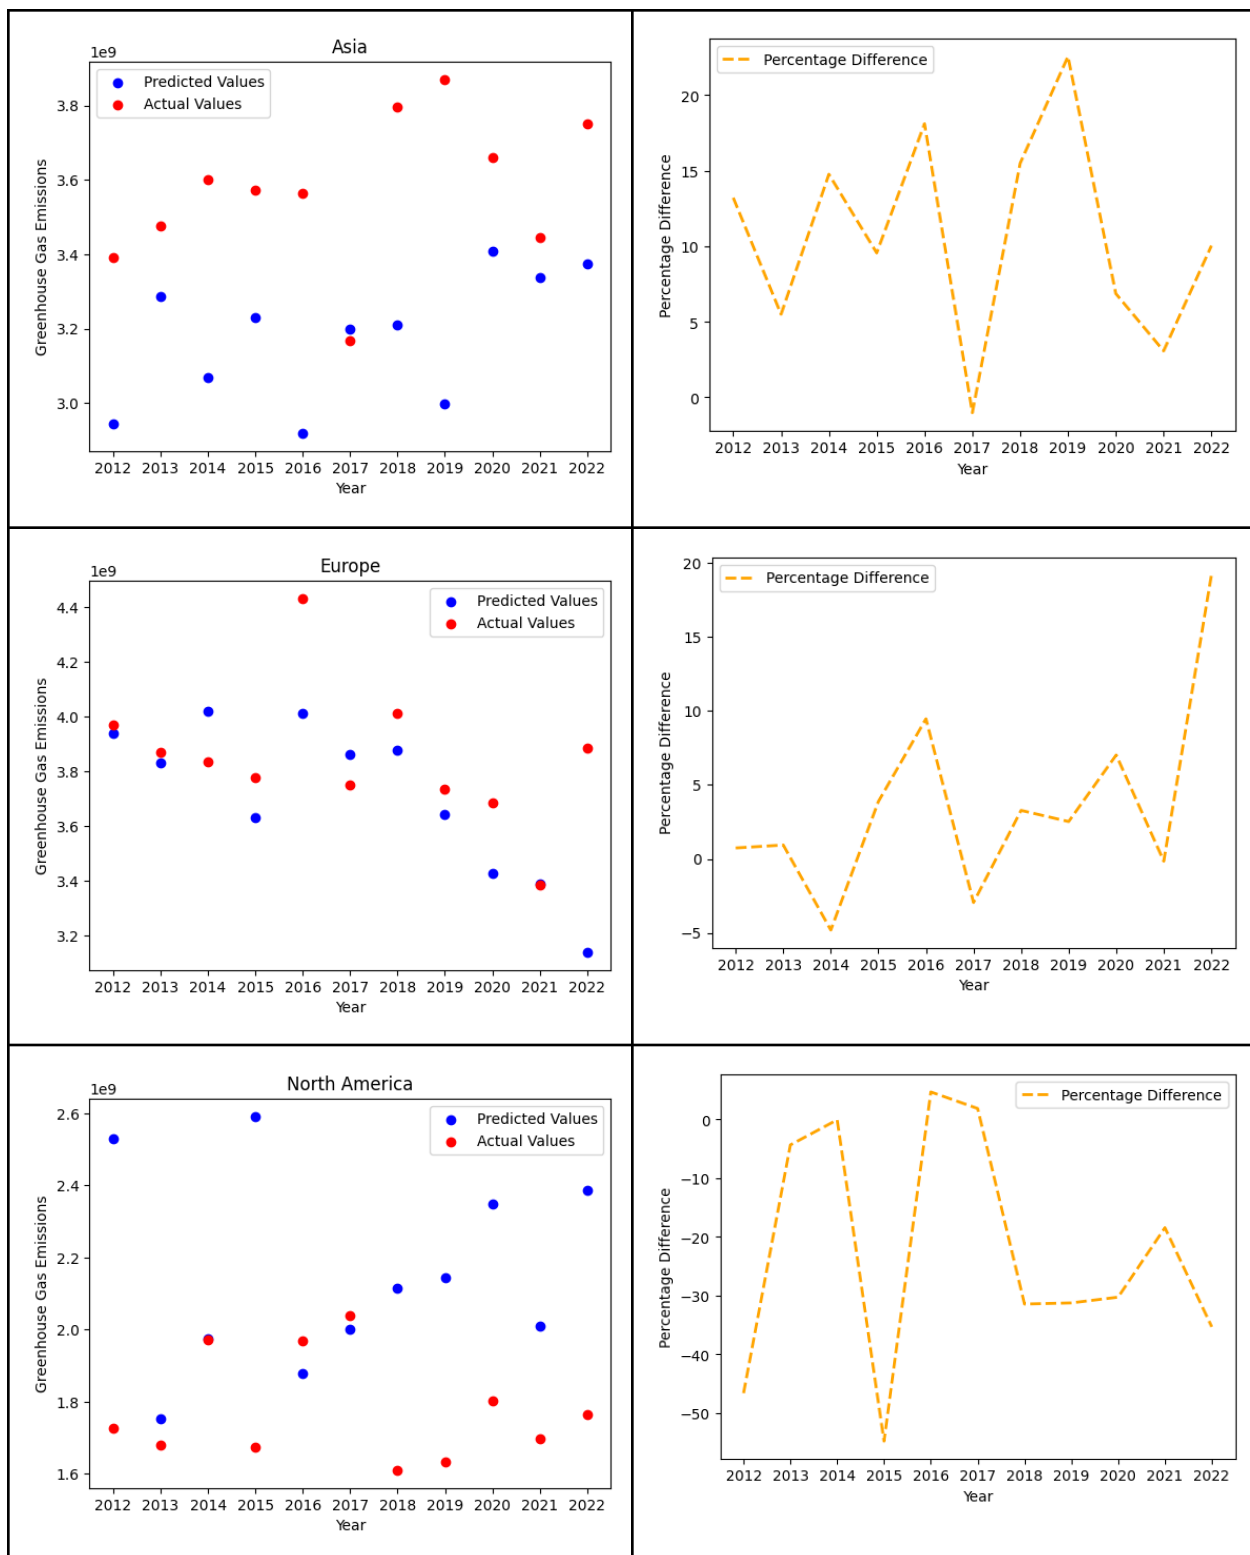 Asia
1e9
Predicted Values
Actual Values
3.8
3.6
3.4
3.2
3.0
Greenhouse Gas Emissions
2012 2013 2014 2015 2016 2017 2018 2019 2020 2021 2022
Year
Percentage Difference
20
15
10
5
0
Percentage Difference
2012 2013 2014 2015 2016 2017 2018 2019 2020 2021 2022
Year
Europe
1e9
Predicted Values
Actual Values
4.4
4.2
4.0
3.8
3.6
3.4
3.2
Greenhouse Gas Emissions
2012 2013 2014 2015 2016 2017 2018 2019 2020 2021 2022
Year
Percentage Difference
20
15
10
5
0
−5
Percentage Difference
2012 2013 2014 2015 2016 2017 2018 2019 2020 2021 2022
Year
North America
1e9
Predicted Values
Actual Values
2.6
2.4
2.2
2.0
1.8
1.6
Greenhouse Gas Emissions
2012 2013 2014 2015 2016 2017 2018 2019 2020 2021 2022
Year
Percentage Difference
0
−10
−20
−30
−40
−50
Percentage Difference
2012 2013 2014 2015 2016 2017 2018 2019 2020 2021 2022
Year